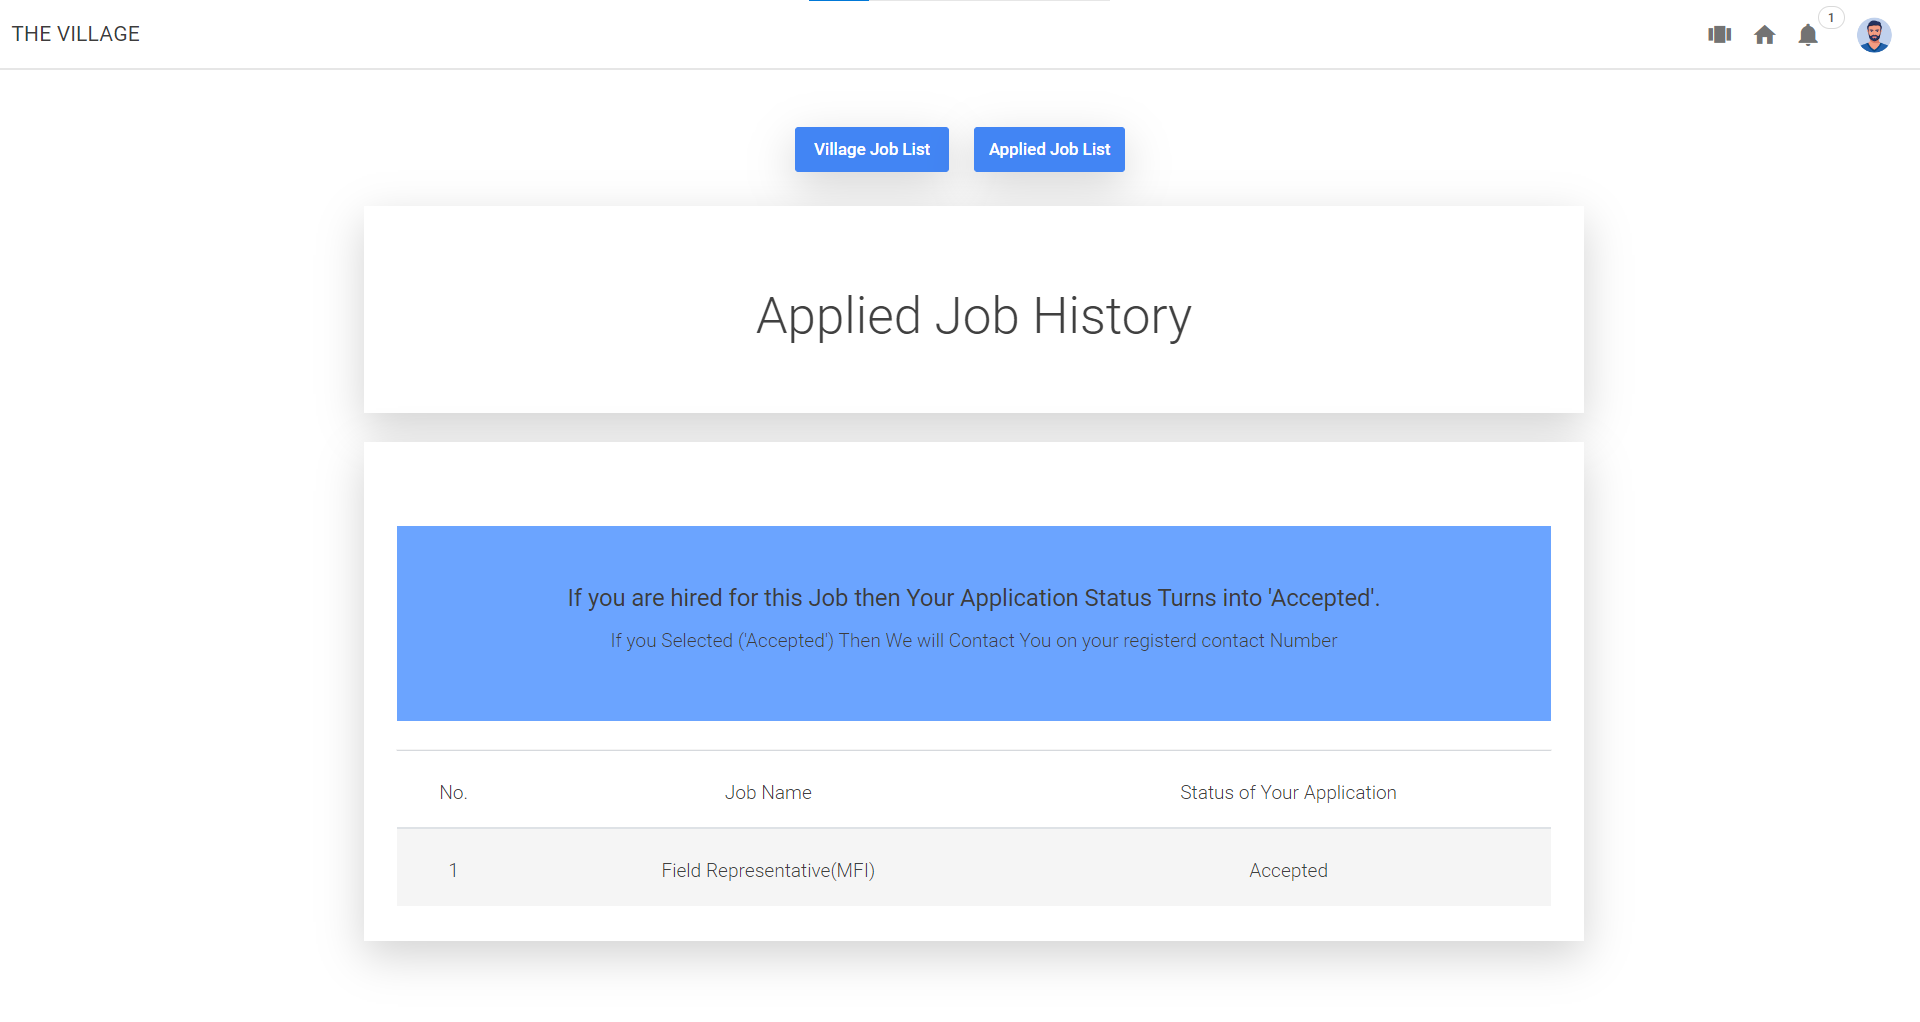 THE VILLAGE
1
Village Job List
Applied Job List
Applied Job History
If you are hired for this Job then Your Application Status Turns into 'Accepted'.
If you Selected ('Accepted') Then We will Contact You on your registerd contact Number
No. Job Name Status of Your Application
1 Field Representative(MFI) Accepted